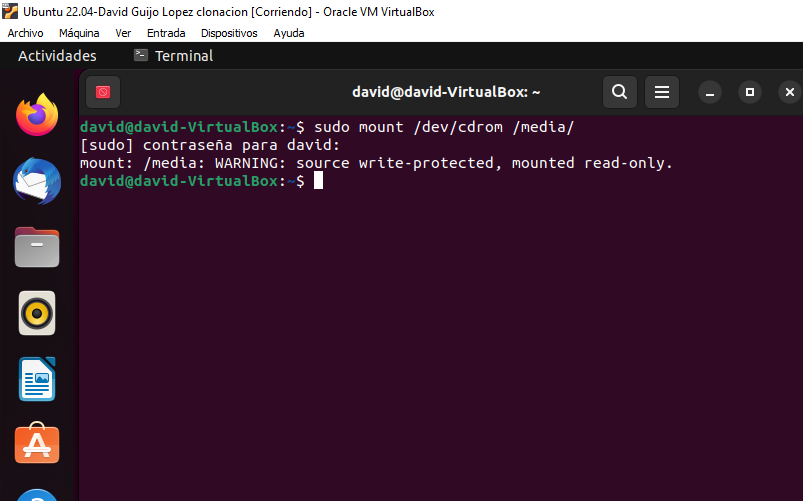 Ubuntu 22.04-David Guijo Lopez clonacion [Corriendo] - Oracle VM VirtualBox
Archivo Máquina Ver Entrada Dispositivos Ayuda
Actividades Terminal
david@david-VirtualBox: ~
david@david-VirtualBox:~$ sudo mount /dev/cdrom /media/
[sudo] contraseña para david:
mount: /media: WARNING: source write-protected, mounted read-only.
david@david-VirtualBox:~$